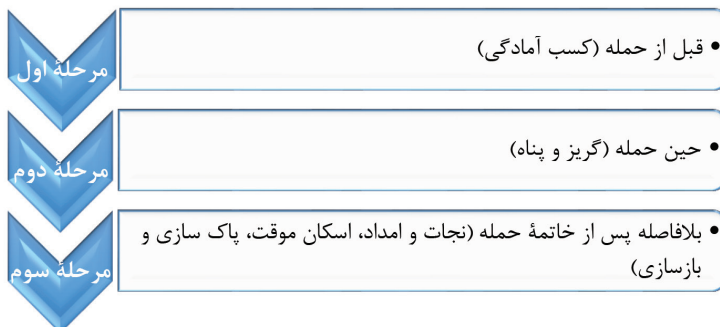 مرحلهٔ اول
• قبل از حمله (کسب آمادگی)
مرحلهٔ دوم
• حین حمله (گریز و پناه)
مرحلهٔ سوم
• بلافاصله پس از خاتمهٔ حمله (نجات و امداد، اسکان موقت، پاک سازی و
بازسازی)